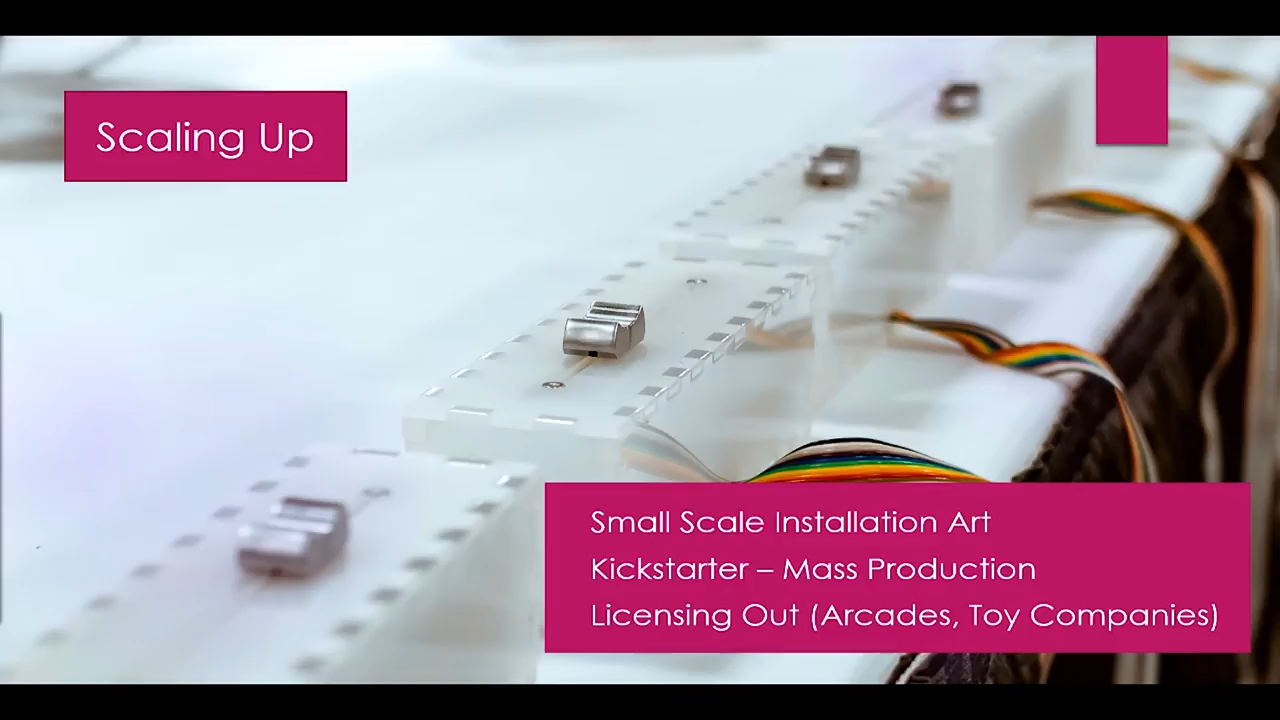 Scaling Up
Small Scale Installation Art
Kickstarter – Mass Production
Licensing Out (Arcades, Toy Companies)